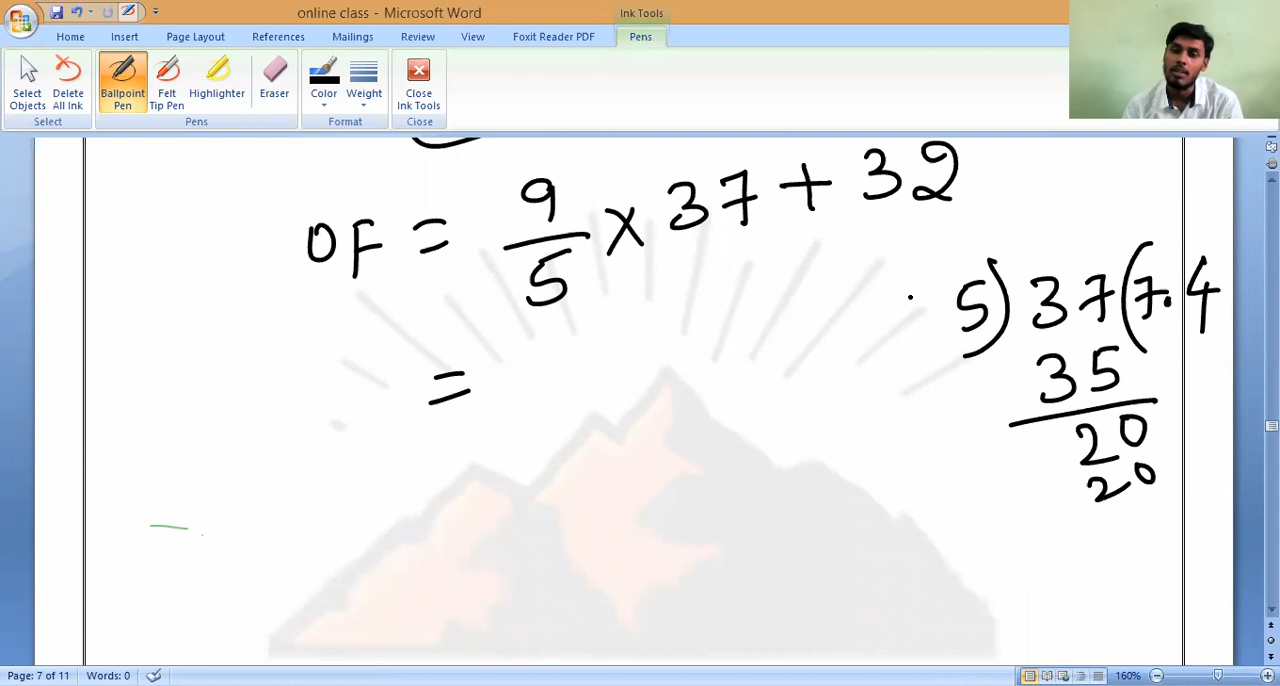 online class - Microsoft Word
Ink Tools
Home Insert Page Layout References Mailings Review View Foxit Reader PDF Pens
Select Objects
Delete All Ink
Ballpoint Pen
Felt Tip Pen
Highlighter
Eraser
Color
Weight
Close Ink Tools
Select Pens Format Close
0F = 9/5 × 37 + 32
=
5) 37 (7.4
35
20
20
Page: 7 of 11 Words: 0 160%